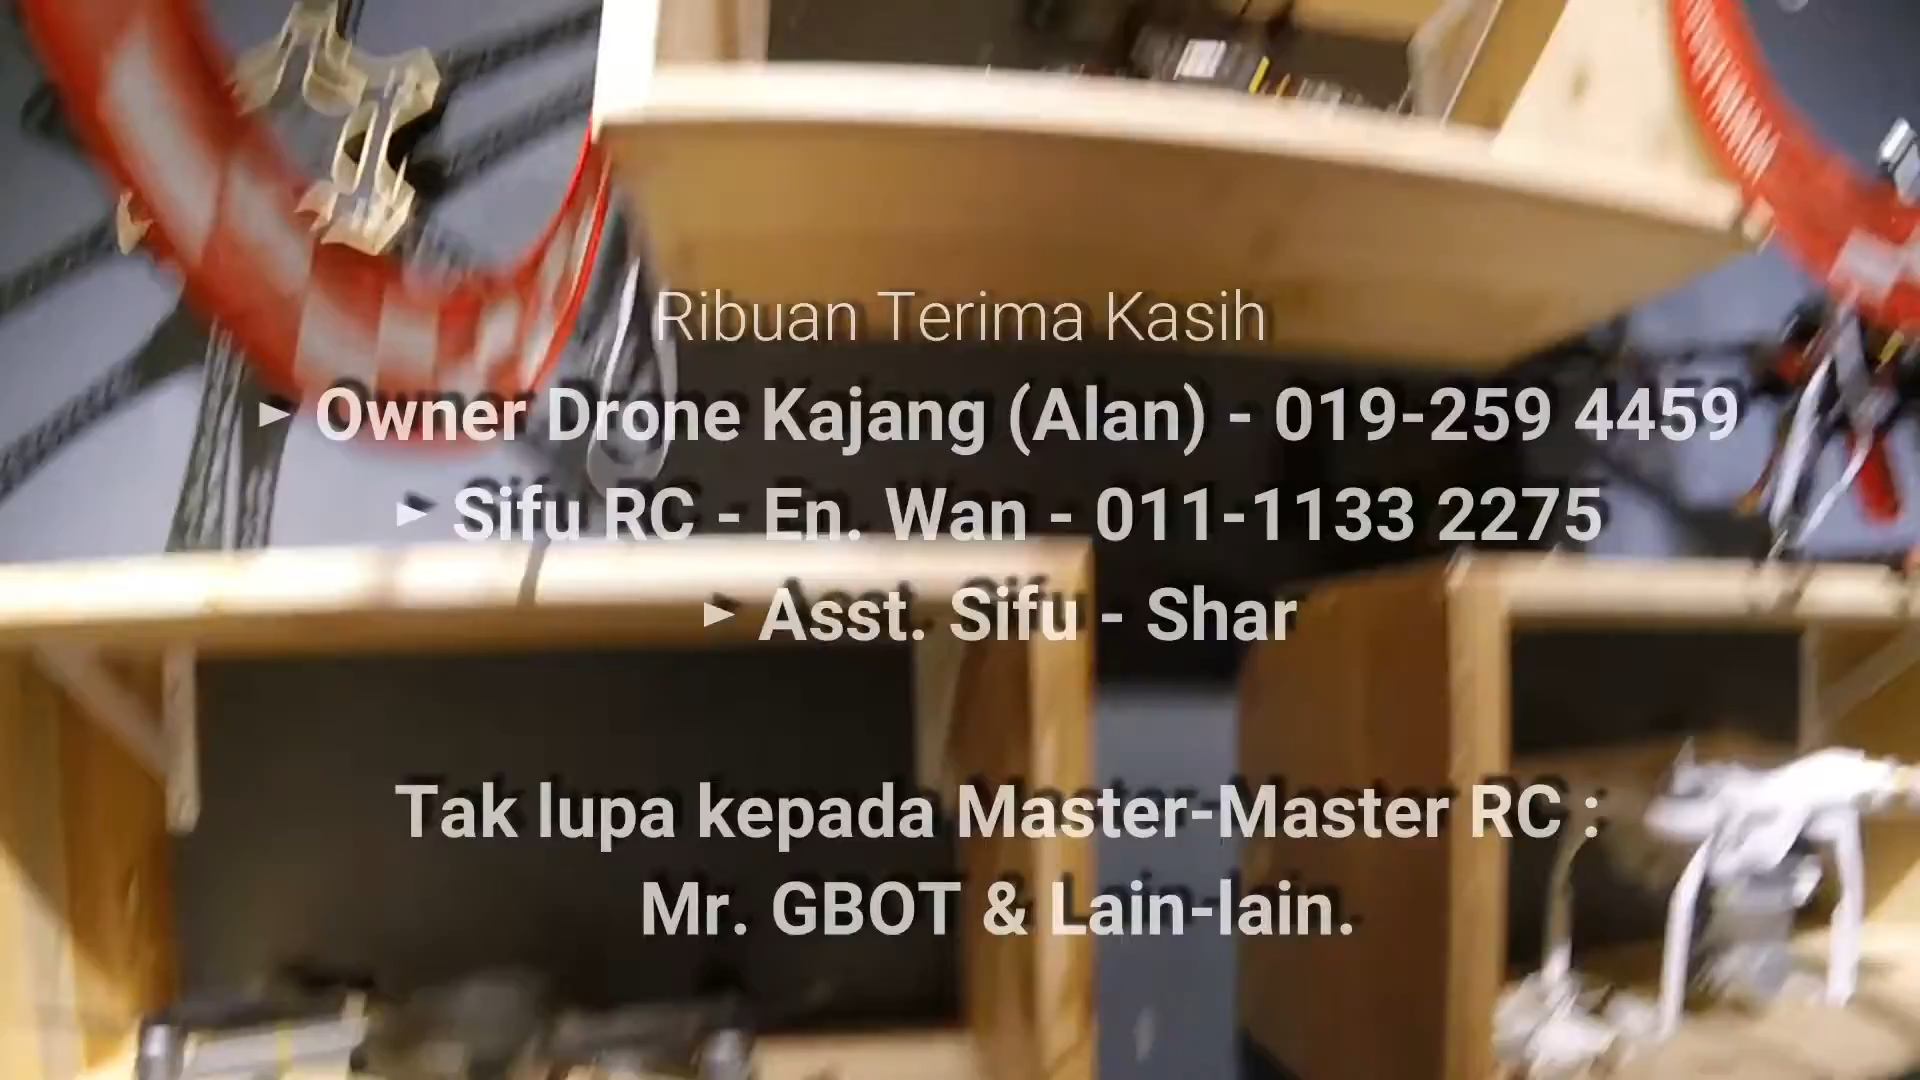 Ribuan Terima Kasih
► Owner Drone Kajang (Alan) - 019-259 4459
► Sifu RC - En. Wan - 011-1133 2275
► Asst. Sifu - Shar
Tak lupa kepada Master-Master RC :
Mr. GBOT & Lain-lain.